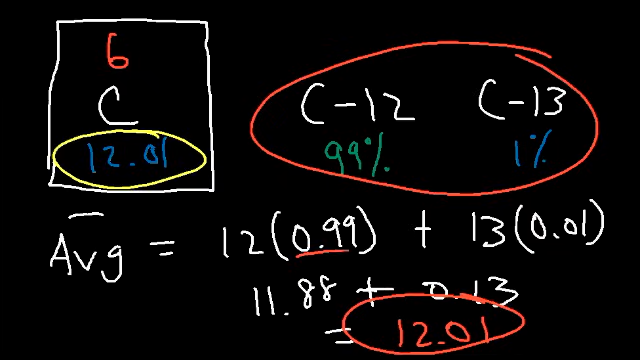 6
C
12.01
C-12 C-13
99% 1%
Avg = 12(0.99) + 13(0.01)
11.88 + 0.13
= 12.01